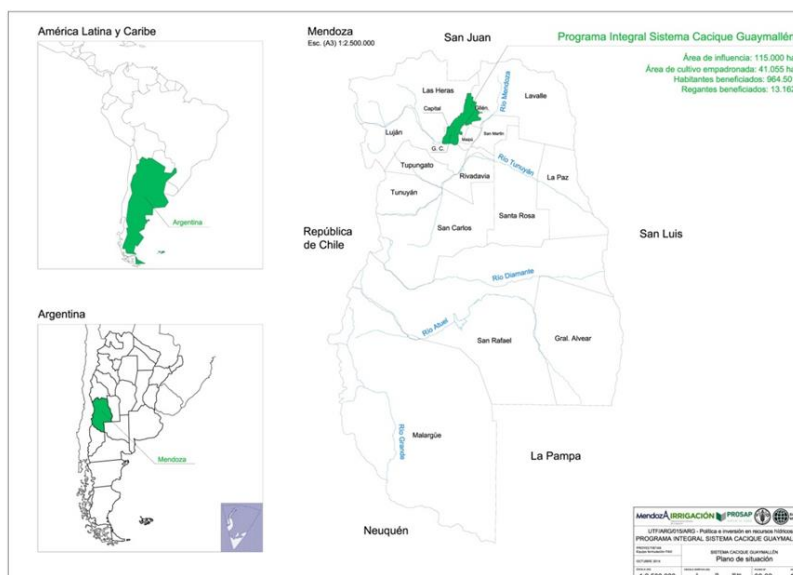 América Latina y Caribe
Argentina
Argentina
Mendoza
Mendoza
Esc. (A3) 1:2.500.000
San Juan
Programa Integral Sistema Cacique Guaymallén
Área de influencia: 115.000 ha
Área de cultivo empadronada: 41.055 ha
Habitantes beneficiados: 964.501
Regantes beneficiados: 13.162
Las Heras
Lavalle
Río Mendoza
Capital
Gllén.
Luján
Maipú
San Martín
G. C.
Tupungato
Río Tunuyán
Rivadavia
La Paz
Tunuyán
Santa Rosa
San Carlos
República
de Chile
San Luis
Río Diamante
Río Atuel
San Rafael
Gral. Alvear
Malargüe
Río Grande
La Pampa
Neuquén
MendozA IRRIGACIÓN PROSAP
UTF/ARG/015/ARG - Política e inversión en recursos hídricos
PROGRAMA INTEGRAL SISTEMA CACIQUE GUAYMALLÉN
SISTEMA CACIQUE GUAYMALLÉN
Plano de situación
OCTUBRE 2014